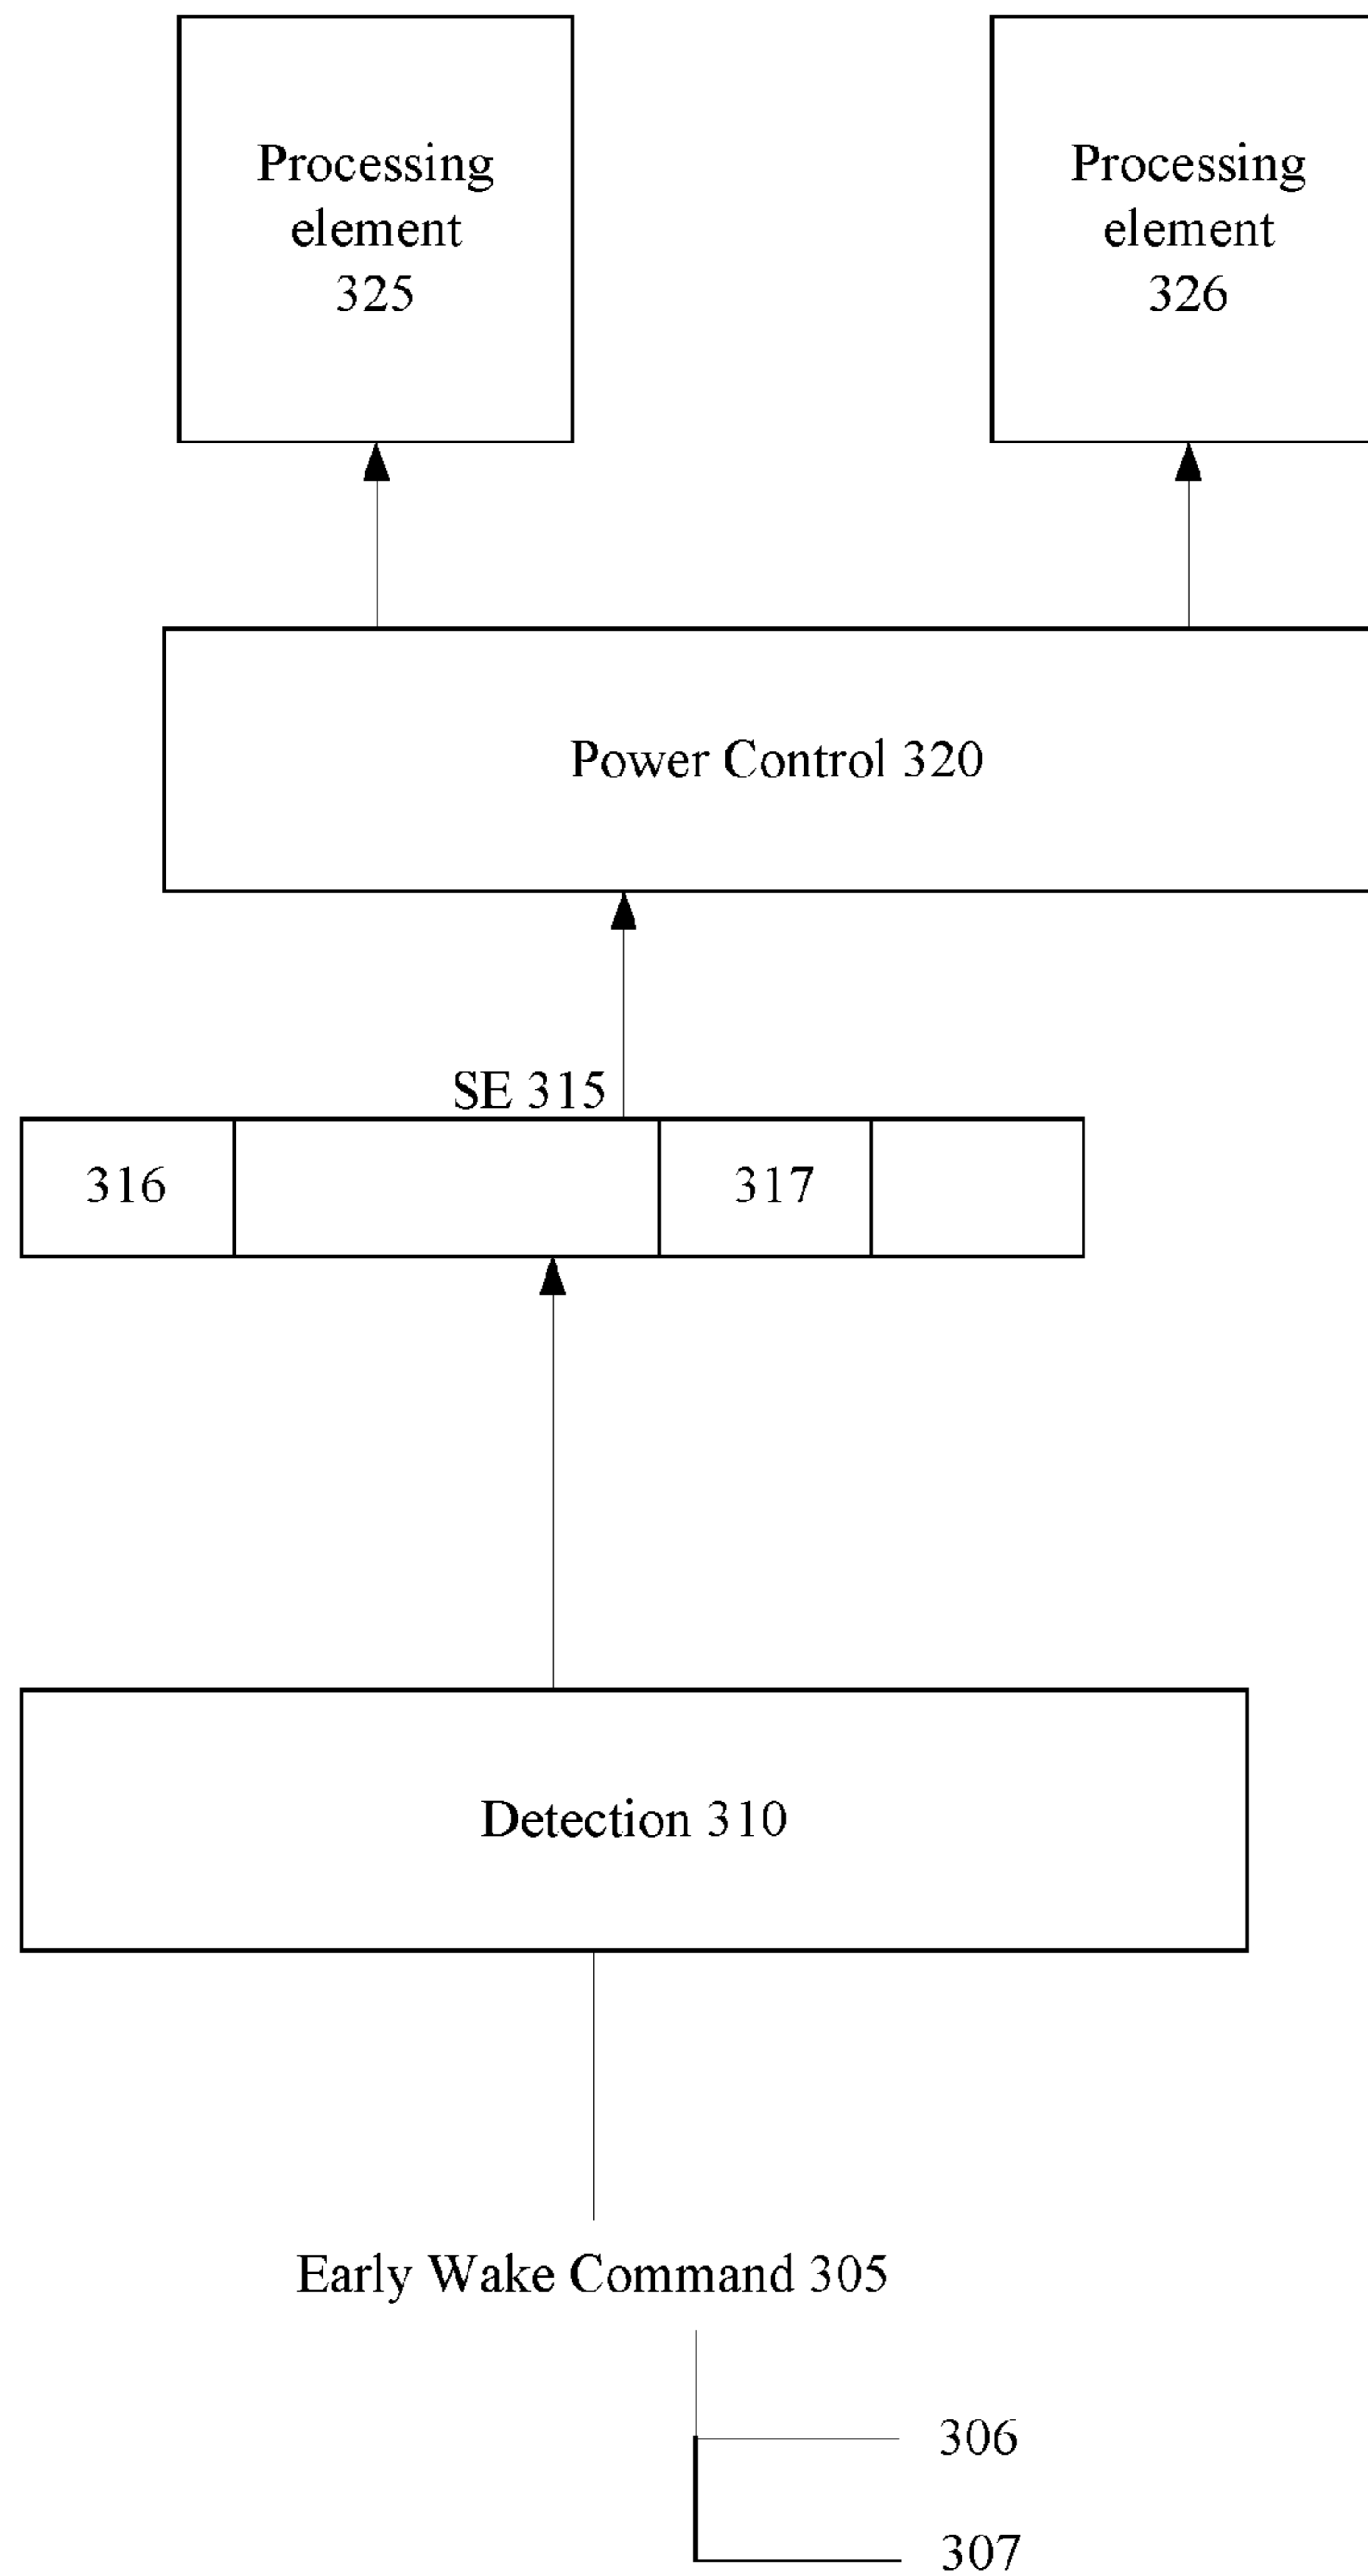 Processing
element
325
Processing
element
326
Power Control 320
SE 315
316
317
Detection 310
Early Wake Command 305
306
307